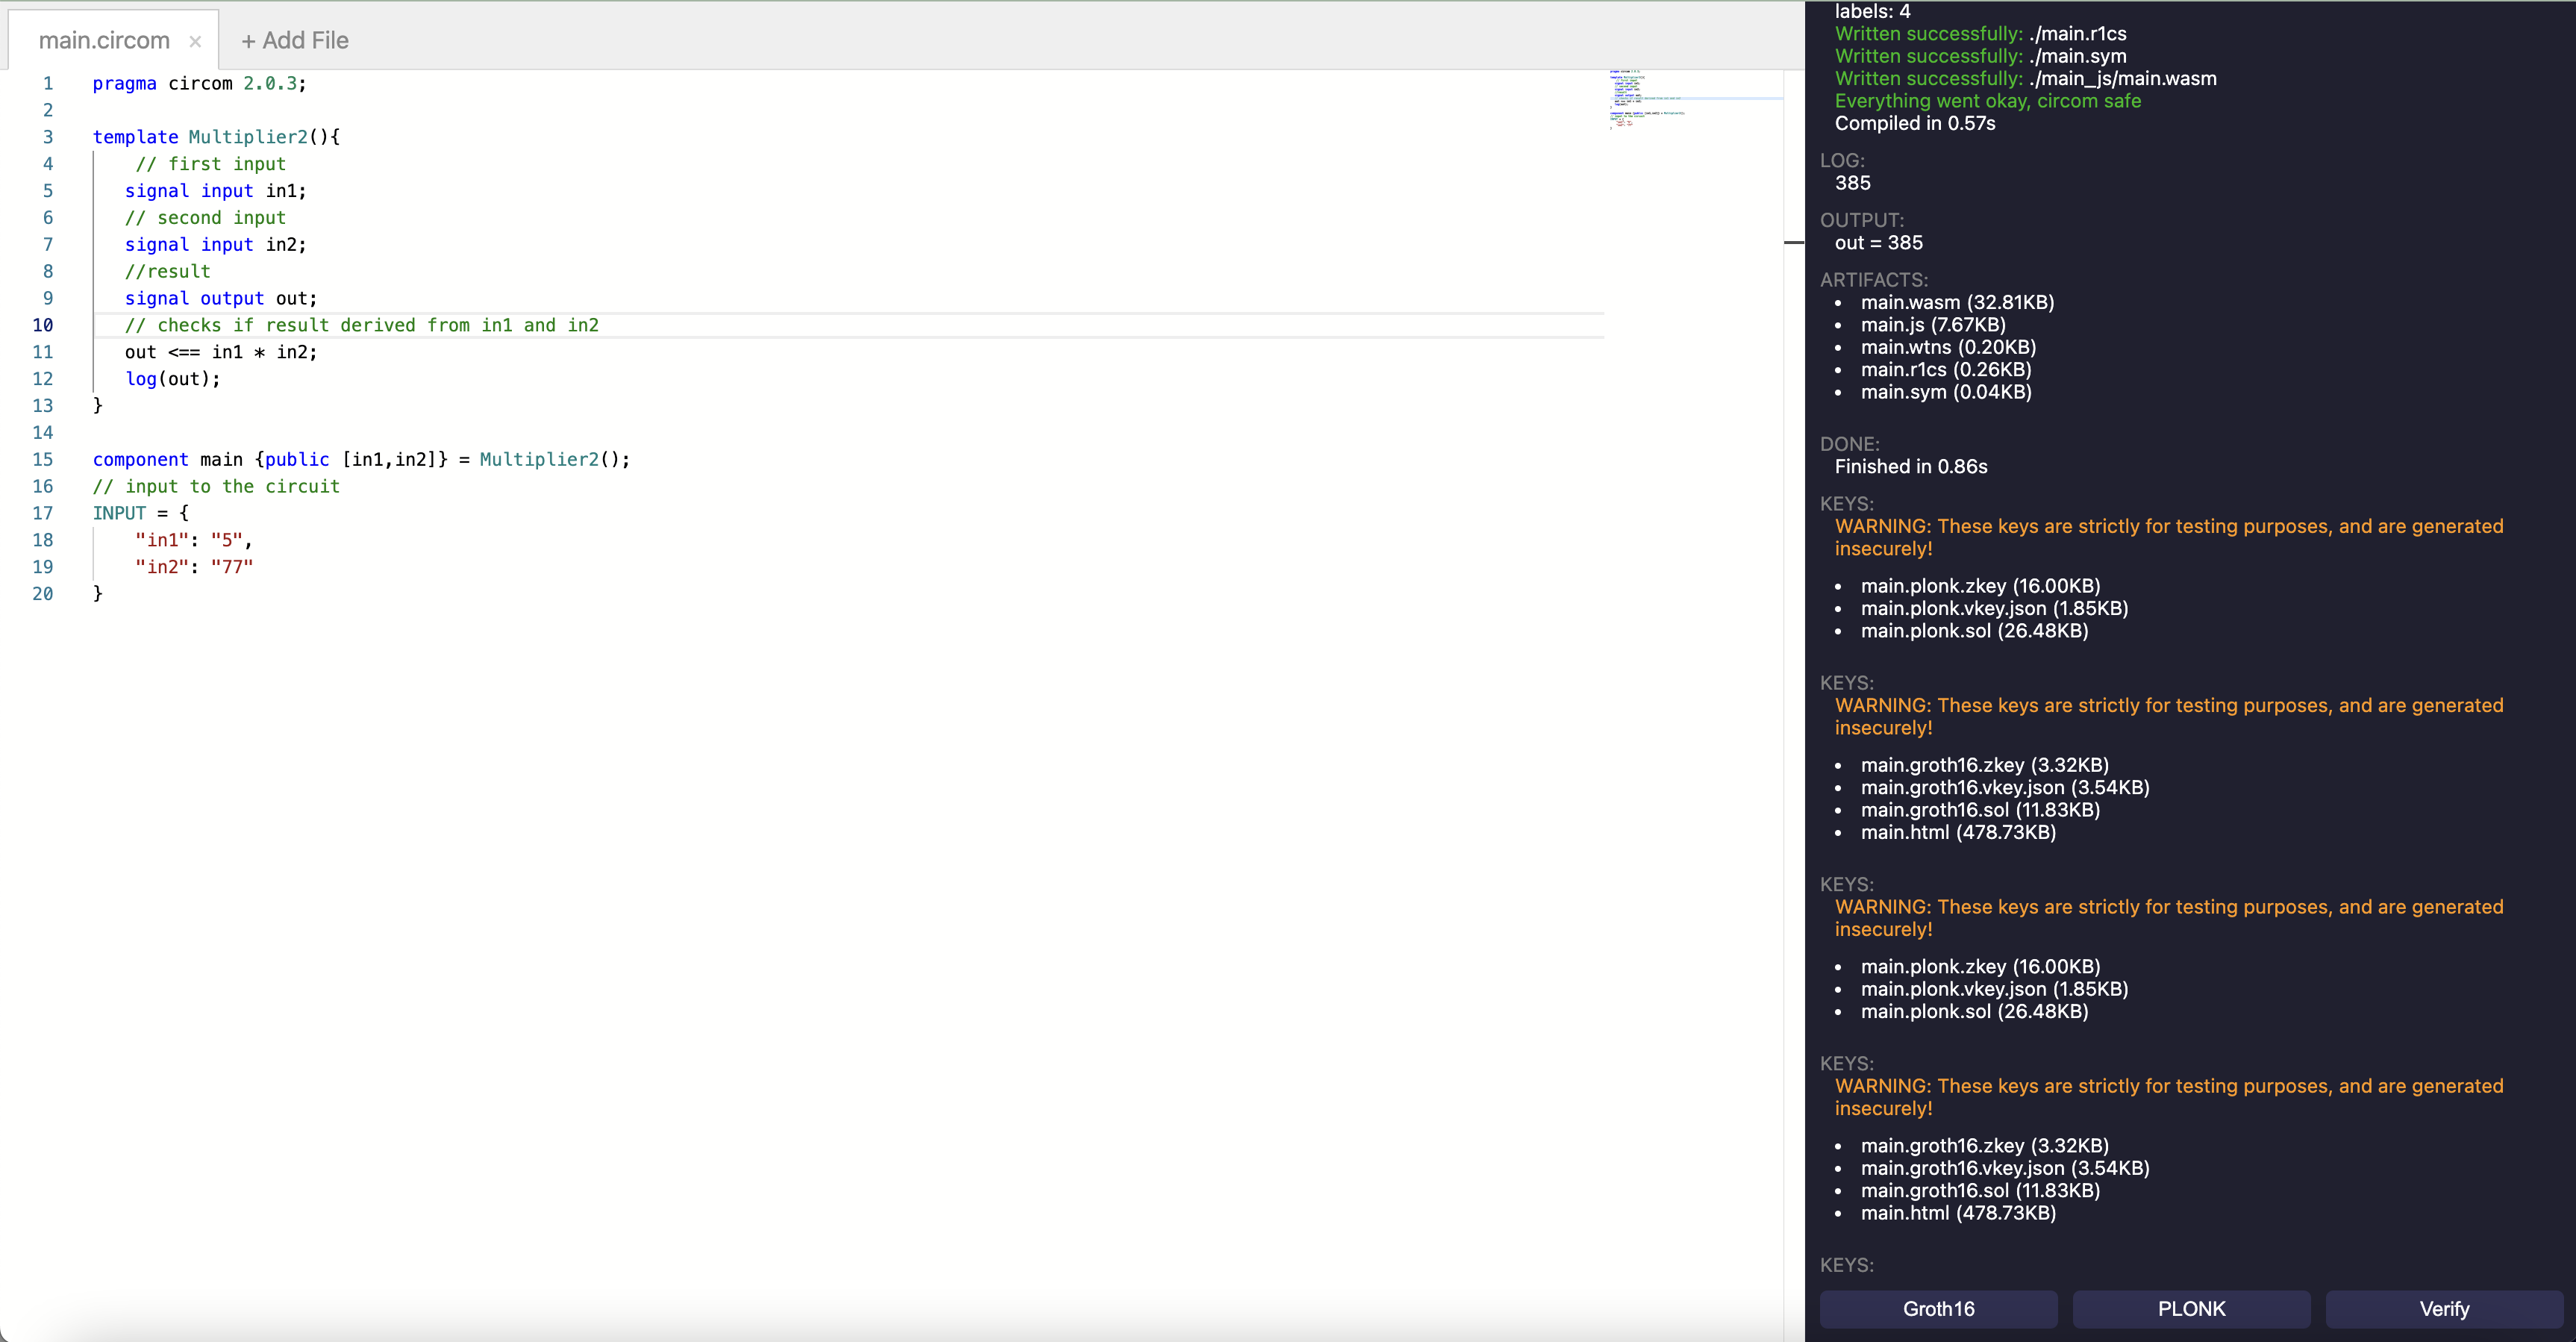 main.circom × + Add File
1 pragma circom 2.0.3;
2
3 template Multiplier2(){
4 // first input
5 signal input in1;
6 // second input
7 signal input in2;
8 //result
9 signal output out;
10 // checks if result derived from in1 and in2
11 out <== in1 * in2;
12 log(out);
13 }
14
15 component main {public [in1,in2]} = Multiplier2();
16 // input to the circuit
17 INPUT = {
18 "in1": "5",
19 "in2": "77"
20 }
labels: 4
Written successfully: ./main.r1cs
Written successfully: ./main.sym
Written successfully: ./main_js/main.wasm
Everything went okay, circom safe
Compiled in 0.57s
LOG:
385
OUTPUT:
out = 385
ARTIFACTS:
• main.wasm (32.81KB)
• main.js (7.67KB)
• main.wtns (0.20KB)
• main.r1cs (0.26KB)
• main.sym (0.04KB)
DONE:
Finished in 0.86s
KEYS:
WARNING: These keys are strictly for testing purposes, and are generated
insecurely!
• main.plonk.zkey (16.00KB)
• main.plonk.vkey.json (1.85KB)
• main.plonk.sol (26.48KB)
KEYS:
WARNING: These keys are strictly for testing purposes, and are generated
insecurely!
• main.groth16.zkey (3.32KB)
• main.groth16.vkey.json (3.54KB)
• main.groth16.sol (11.83KB)
• main.html (478.73KB)
KEYS:
WARNING: These keys are strictly for testing purposes, and are generated
insecurely!
• main.plonk.zkey (16.00KB)
• main.plonk.vkey.json (1.85KB)
• main.plonk.sol (26.48KB)
KEYS:
WARNING: These keys are strictly for testing purposes, and are generated
insecurely!
• main.groth16.zkey (3.32KB)
• main.groth16.vkey.json (3.54KB)
• main.groth16.sol (11.83KB)
• main.html (478.73KB)
KEYS:
Groth16 PLONK Verify